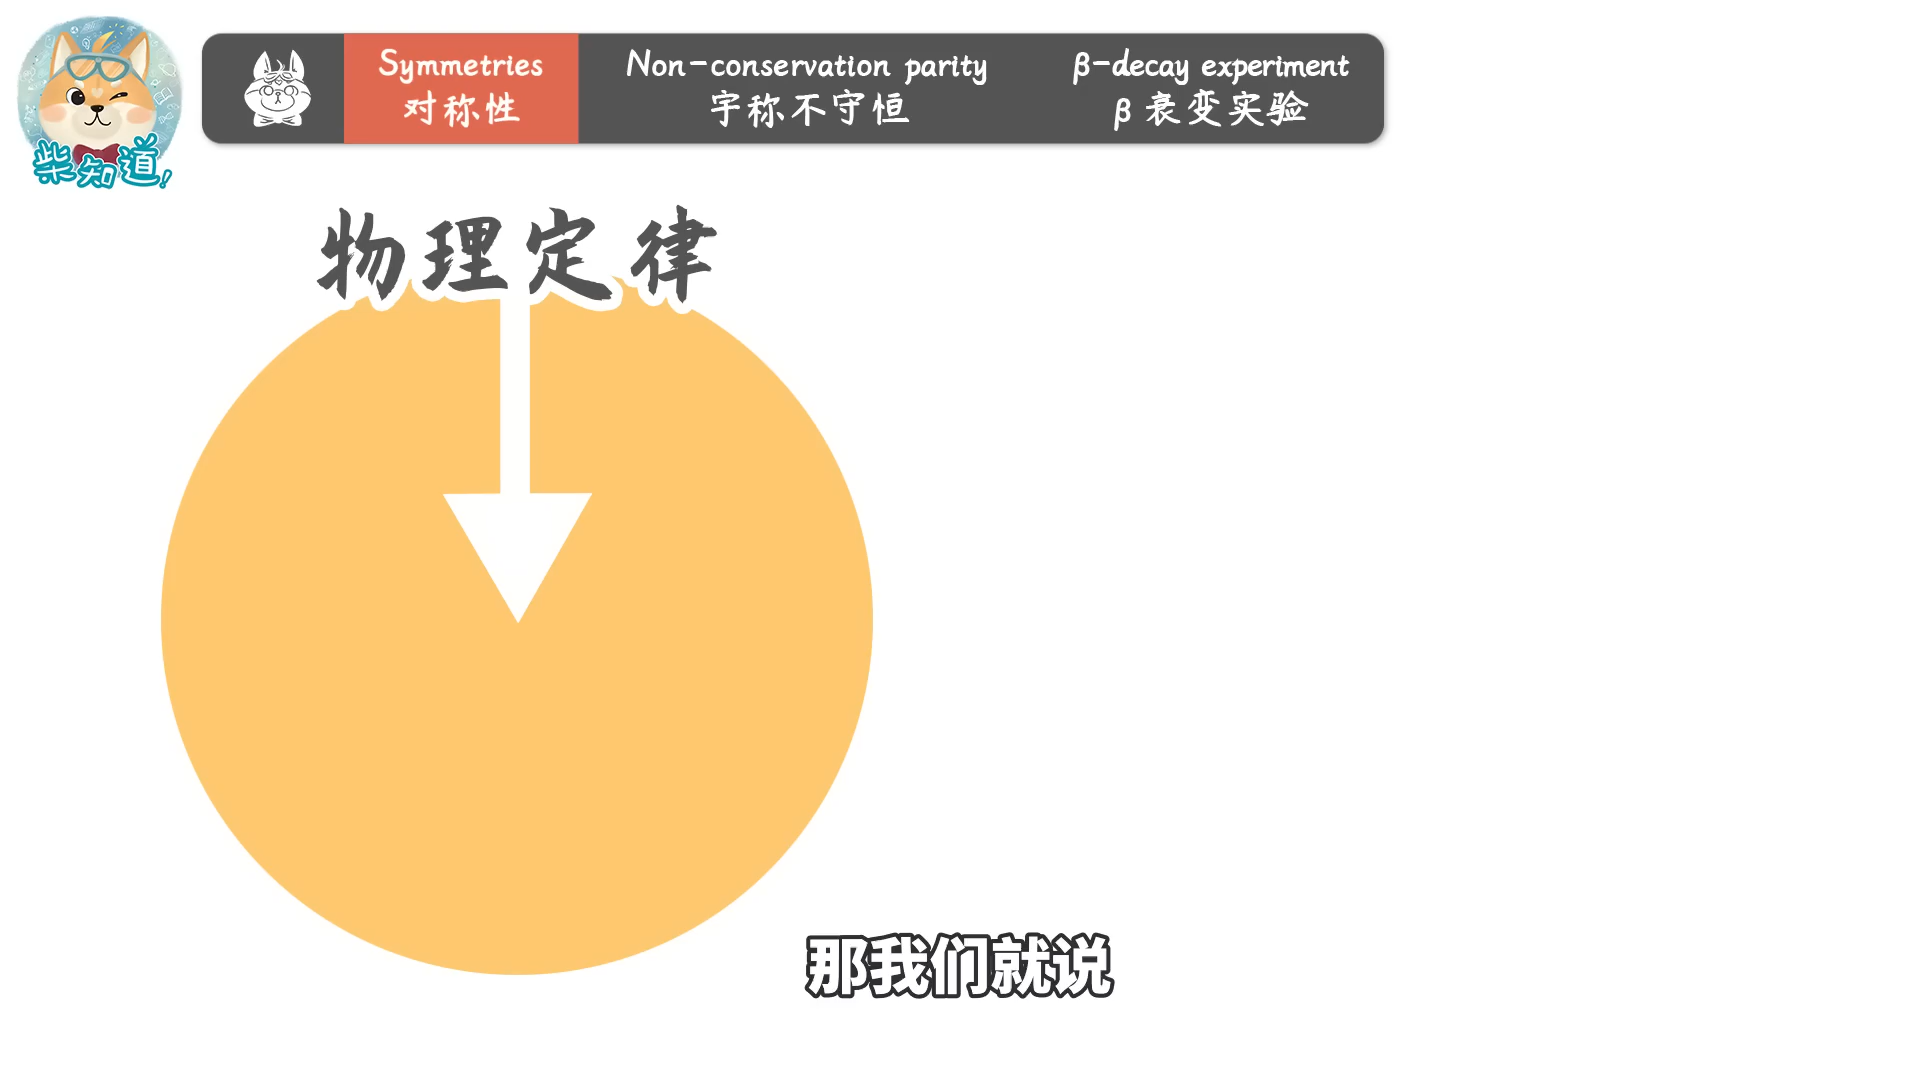 柴知道!
Symmetries
对称性
Non-conservation parity
宇称不守恒
β-decay experiment
β 衰变实验
物理定律
那我们就说